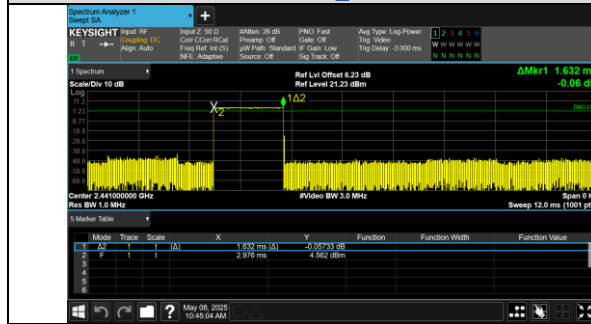 Spectrum Analyzer 1
Swept SA
+
KEYSIGHT Input: RF Input Z: 50 Ω #Atten: 26 dB PNO: Fast Avg Type: Log-Power 1 2 3 4 5 6
R T Coupling: DC Corr CCorr RCal Preamp: Off Gate: Off Trig: Video W W W W W W
Align: Auto Freq Ref: Int (S) µW Path: Standard IF Gain: Low Trig Delay: -3.000 ms N N N N N N
NFE: Adaptive Source: Off Sig Track: Off
1 Spectrum Ref Lvl Offset 6.23 dB ΔMkr1 1.632 m
Scale/Div 10 dB Ref Level 21.23 dBm -0.06 d
Log
11.2 1Δ2
1.23 X2 TRIG L
-8.77
-18.8
-28.8
-38.8
-48.8
-58.8
-68.8
Center 2.441000000 GHz #Video BW 3.0 MHz Span 0 H
Res BW 1.0 MHz Sweep 12.0 ms (1001 pt
5 Marker Table
Mode Trace Scale X Y Function Function Width Function Value
1 Δ2 1 t (Δ) 1.632 ms (Δ) -0.05733 dB
2 F 1 t 2.976 ms 4.562 dBm
3
4
5
6
? May 08, 2025
10:45:04 AM